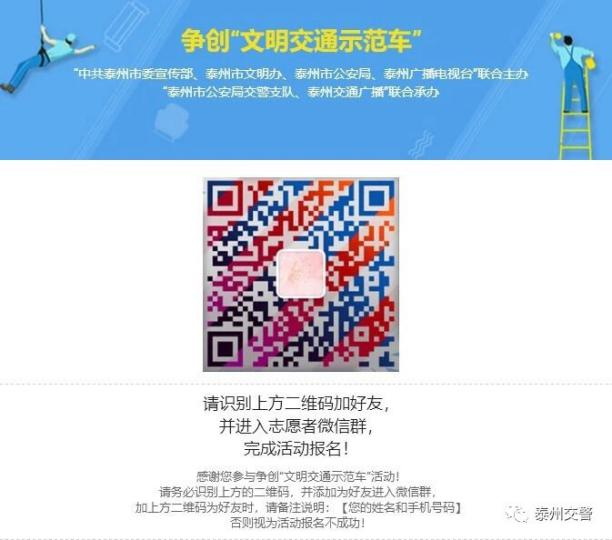 争创“文明交通示范车”
“中共泰州市委宣传部、泰州市文明办、泰州市公安局、泰州广播电视台”联合主办
“泰州市公安局交警支队、泰州交通广播”联合承办
请识别上方二维码加好友，
并进入志愿者微信群，
完成活动报名！
感谢您参与争创“文明交通示范车”活动！
请务必识别上方的二维码，并添加为好友进入微信群，
加上方二维码为好友时，请备注说明：【您的姓名和手机号码】
否则视为活动报名不成功！
泰州交警